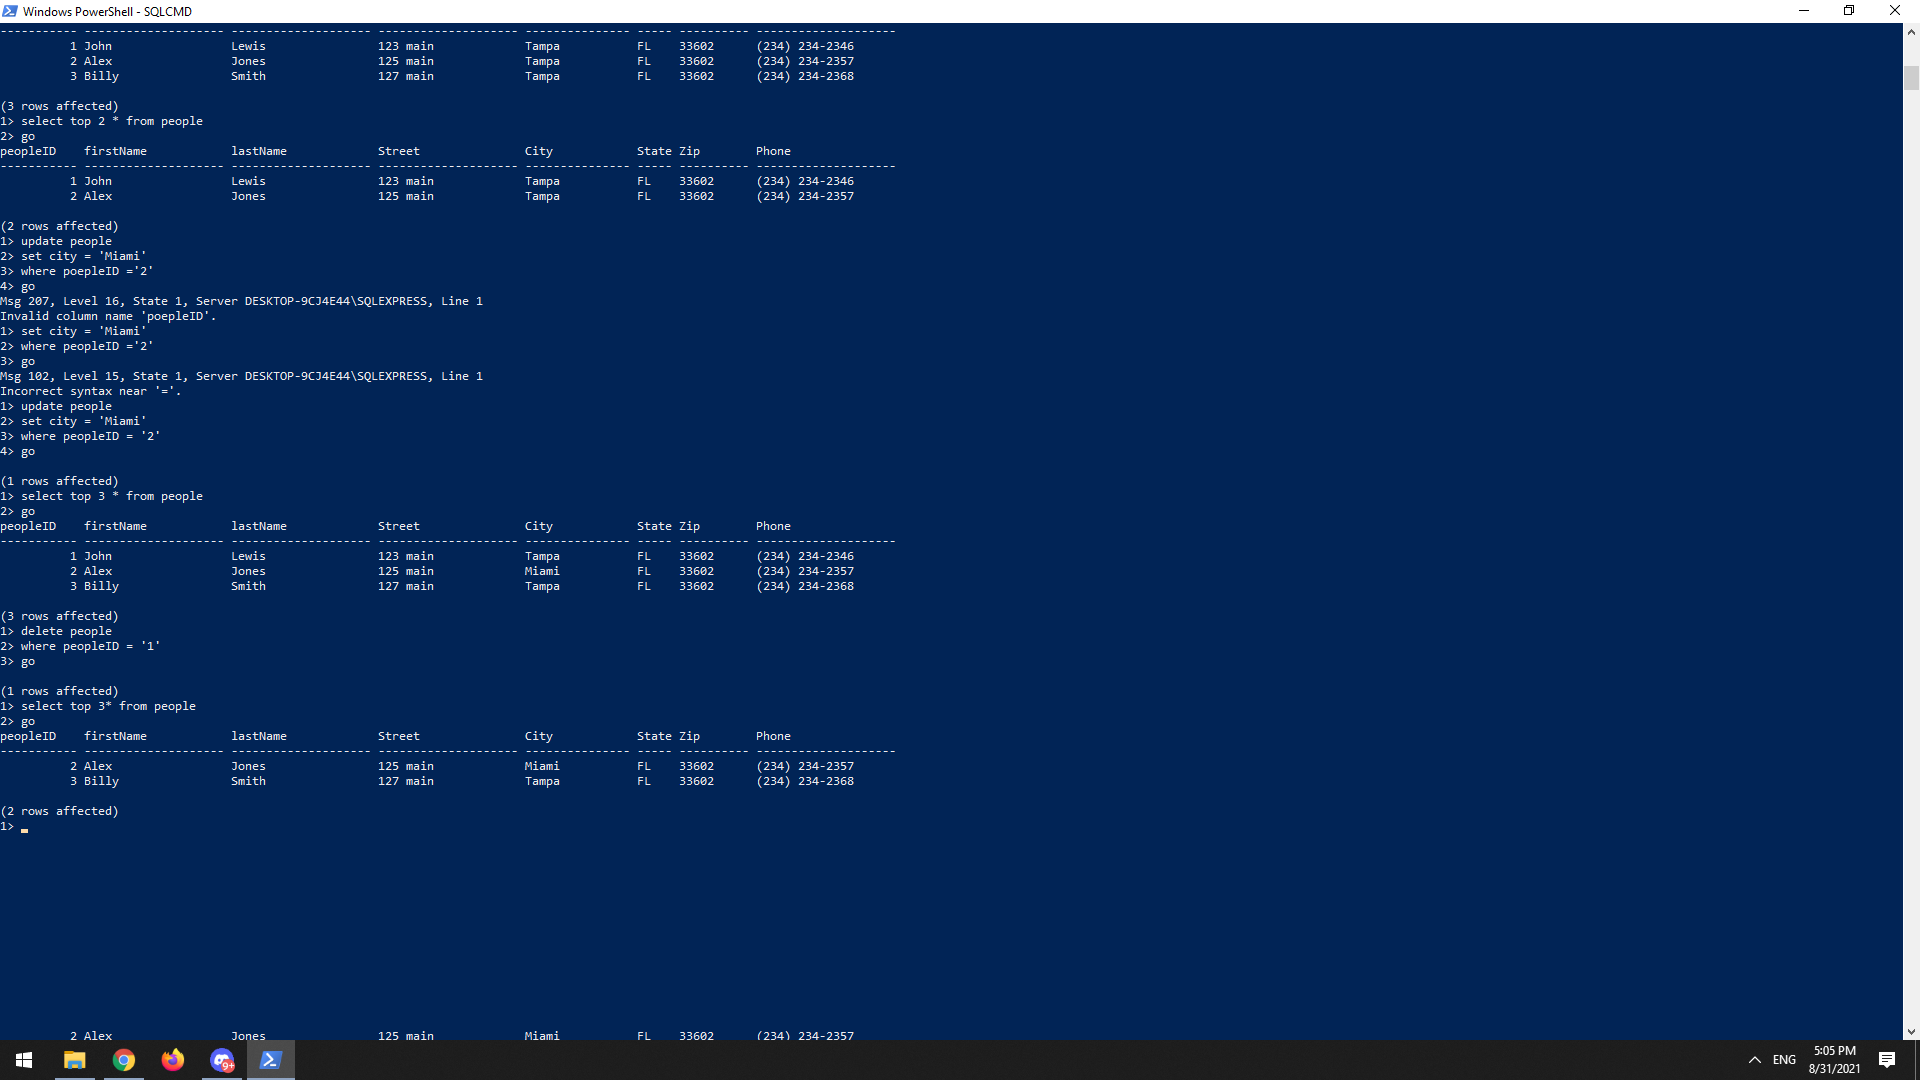 Windows PowerShell - SQLCMD
----------- -------------------- -------------------- -------------------- --------------- ----- ---------- --------------------
          1 John                 Lewis                123 main             Tampa           FL    33602      (234) 234-2346
          2 Alex                 Jones                125 main             Tampa           FL    33602      (234) 234-2357
          3 Billy                Smith                127 main             Tampa           FL    33602      (234) 234-2368
(3 rows affected)
1> select top 2 * from people
2> go
peopleID    firstName            lastName             Street               City            State Zip        Phone
----------- -------------------- -------------------- -------------------- --------------- ----- ---------- --------------------
          1 John                 Lewis                123 main             Tampa           FL    33602      (234) 234-2346
          2 Alex                 Jones                125 main             Tampa           FL    33602      (234) 234-2357
(2 rows affected)
1> update people
2> set city = 'Miami'
3> where poepleID ='2'
4> go
Msg 207, Level 16, State 1, Server DESKTOP-9CJ4E44\SQLEXPRESS, Line 1
Invalid column name 'poepleID'.
1> set city = 'Miami'
2> where peopleID ='2'
3> go
Msg 102, Level 15, State 1, Server DESKTOP-9CJ4E44\SQLEXPRESS, Line 1
Incorrect syntax near '='.
1> update people
2> set city = 'Miami'
3> where peopleID = '2'
4> go
(1 rows affected)
1> select top 3 * from people
2> go
peopleID    firstName            lastName             Street               City            State Zip        Phone
----------- -------------------- -------------------- -------------------- --------------- ----- ---------- --------------------
          1 John                 Lewis                123 main             Tampa           FL    33602      (234) 234-2346
          2 Alex                 Jones                125 main             Miami           FL    33602      (234) 234-2357
          3 Billy                Smith                127 main             Tampa           FL    33602      (234) 234-2368
(3 rows affected)
1> delete people
2> where peopleID = '1'
3> go
(1 rows affected)
1> select top 3* from people
2> go
peopleID    firstName            lastName             Street               City            State Zip        Phone
----------- -------------------- -------------------- -------------------- --------------- ----- ---------- --------------------
          2 Alex                 Jones                125 main             Miami           FL    33602      (234) 234-2357
          3 Billy                Smith                127 main             Tampa           FL    33602      (234) 234-2368
(2 rows affected)
1>
          2 Alex                 Jones                125 main             Miami           FL    33602      (234) 234-2357
9+
ENG
5:05 PM
8/31/2021